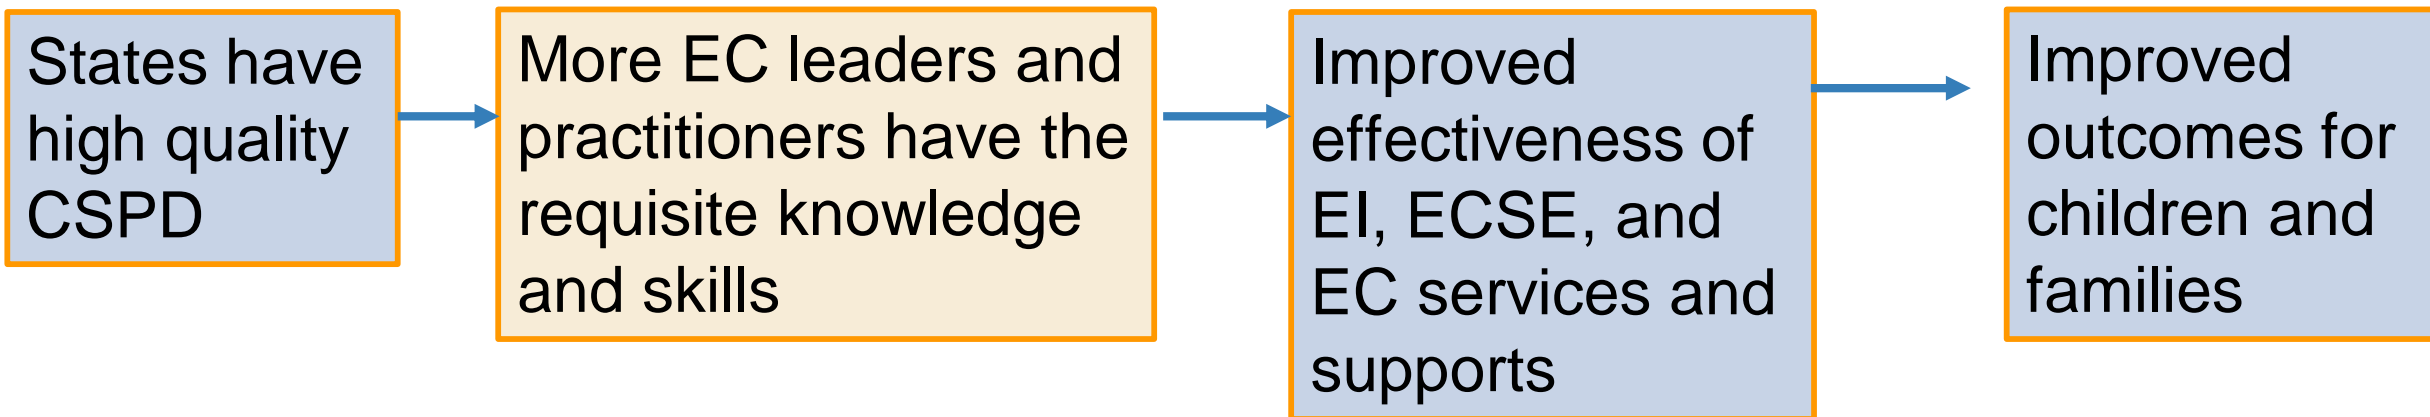 States have
high quality
CSPD
More EC leaders and
practitioners have the
requisite knowledge
and skills
Improved
effectiveness of
EI, ECSE, and
EC services and
supports
Improved
outcomes for
children and
families